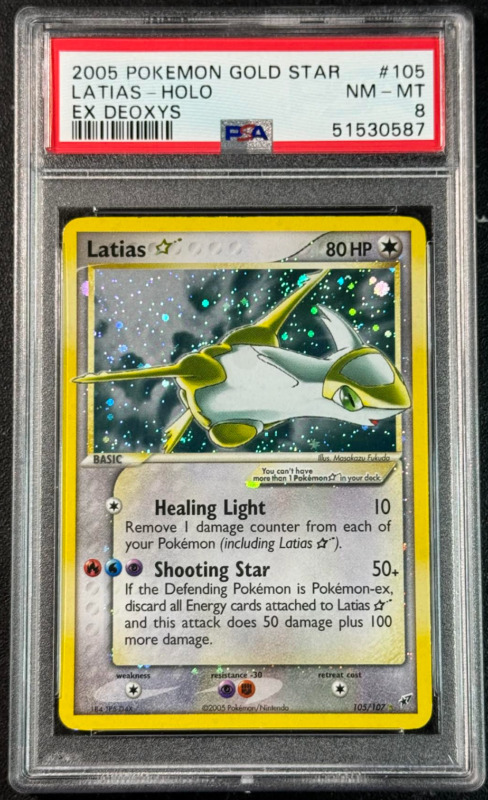 2005 POKEMON GOLD STAR #105
LATIAS - HOLO NM - MT
EX DEOXYS 8
PSA 51530587
Latias ☆ 80 HP
BASIC Illus. Masakazu Fukuda
You can't have
more than 1 Pokémon☆ in your deck.
Healing Light 10
Remove 1 damage counter from each of
your Pokémon (including Latias ☆).
Shooting Star 50+
If the Defending Pokémon is Pokémon-ex,
discard all Energy cards attached to Latias ☆
and this attack does 50 damage plus 100
more damage.
weakness resistance -30 retreat cost
©2005 Pokémon/Nintendo 105/107